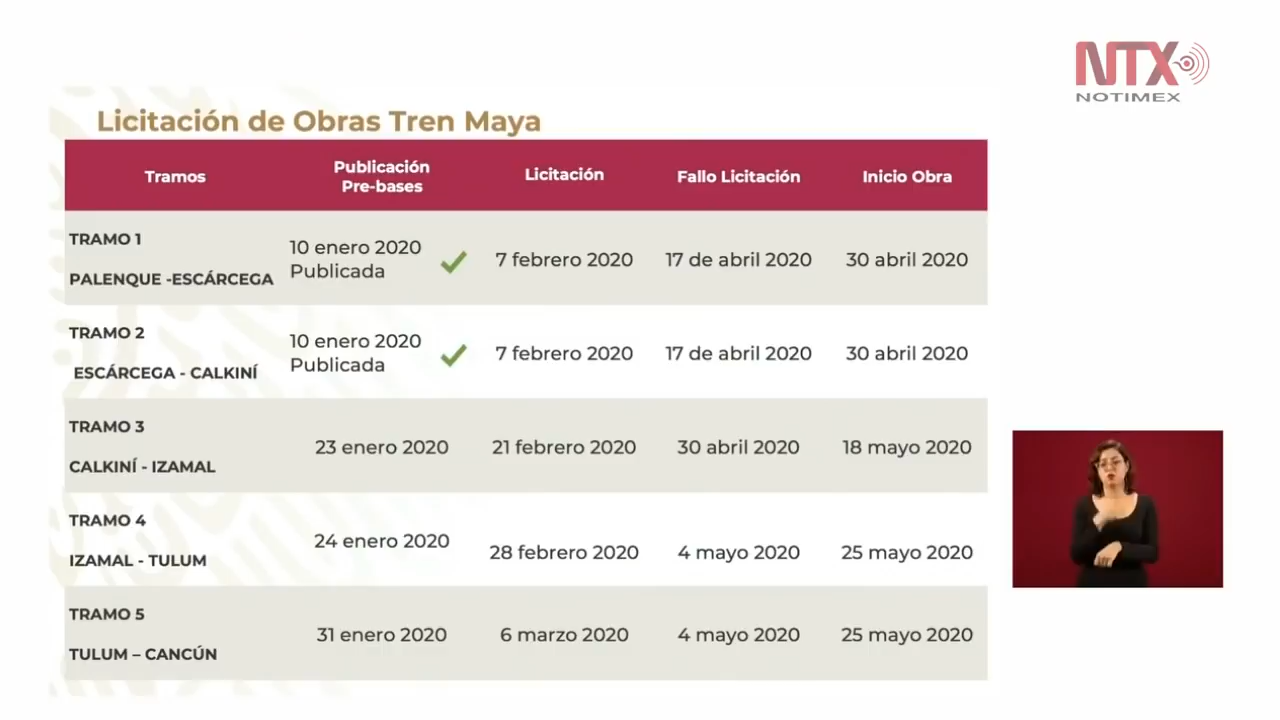 NTX
NOTIMEX
Licitación de Obras Tren Maya
Tramos
Publicación
Pre-bases
Licitación
Fallo Licitación
Inicio Obra
TRAMO 1
PALENQUE -ESCÁRCEGA
10 enero 2020
Publicada
7 febrero 2020
17 de abril 2020
30 abril 2020
TRAMO 2
ESCÁRCEGA - CALKINÍ
10 enero 2020
Publicada
7 febrero 2020
17 de abril 2020
30 abril 2020
TRAMO 3
CALKINÍ - IZAMAL
23 enero 2020
21 febrero 2020
30 abril 2020
18 mayo 2020
TRAMO 4
IZAMAL - TULUM
24 enero 2020
28 febrero 2020
4 mayo 2020
25 mayo 2020
TRAMO 5
TULUM – CANCÚN
31 enero 2020
6 marzo 2020
4 mayo 2020
25 mayo 2020